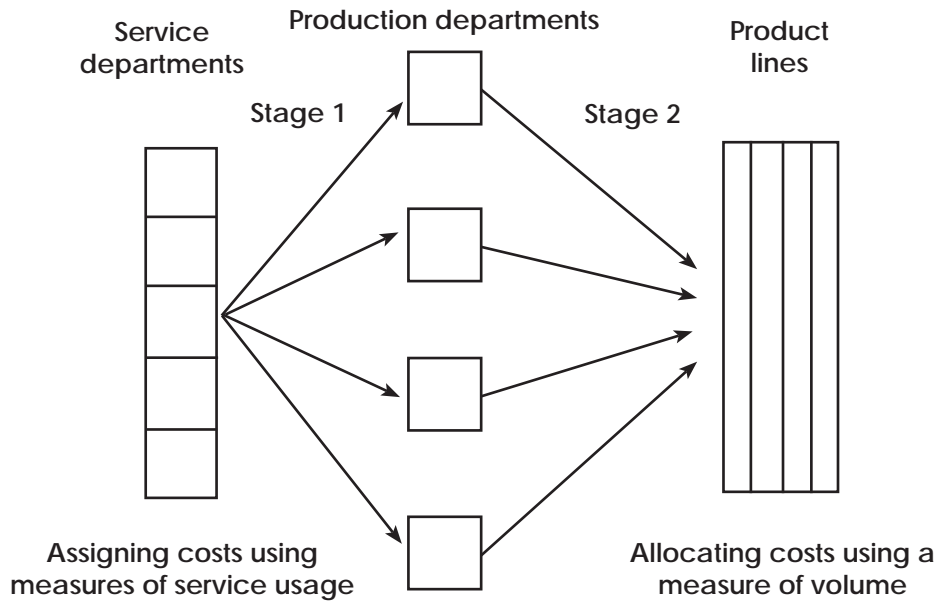 Service
departments
Production departments
Product
lines
Stage 1
Stage 2
Assigning costs using
measures of service usage
Allocating costs using a
measure of volume